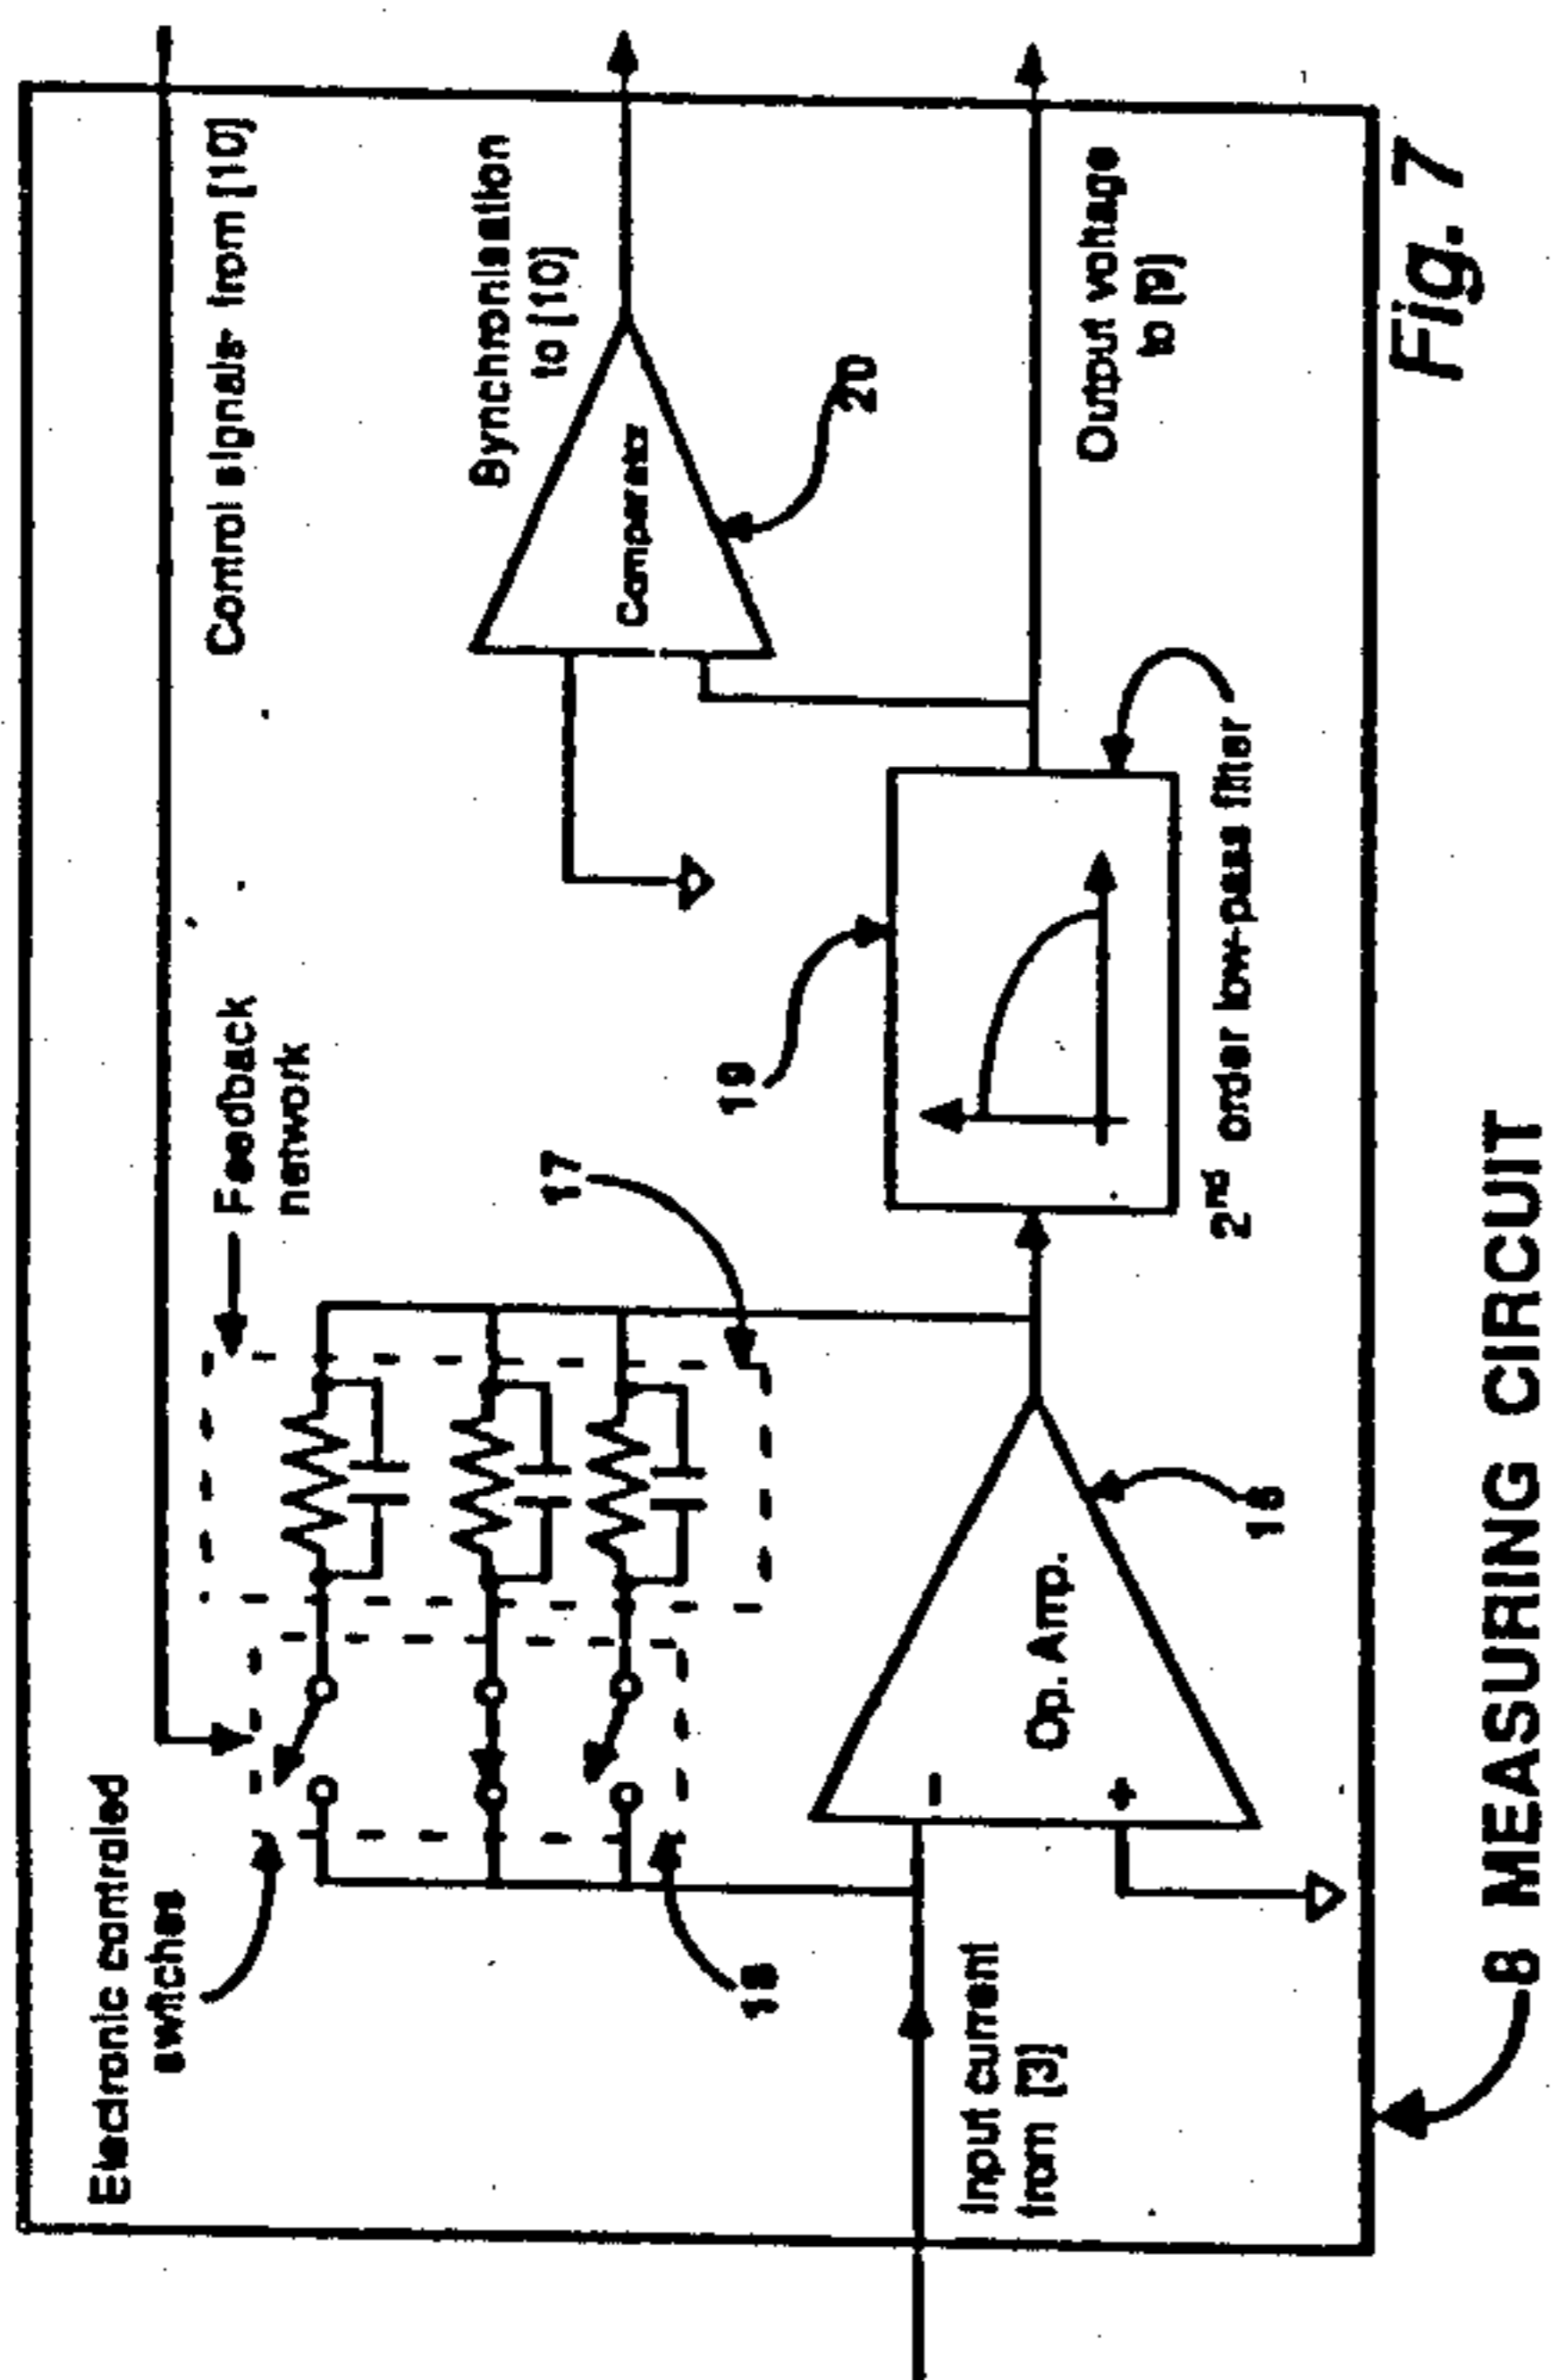 Electronic controled
switches
Feedback
network
Control signals from [10]
Synchronisation
to [10]
Comparator
20
17
19
18
Op. Amp.
-
+
16
Input current
from [3]
2nd order low-pass filter
Output voltage
to [9]
Fig. 7
8 MEASURING CIRCUIT